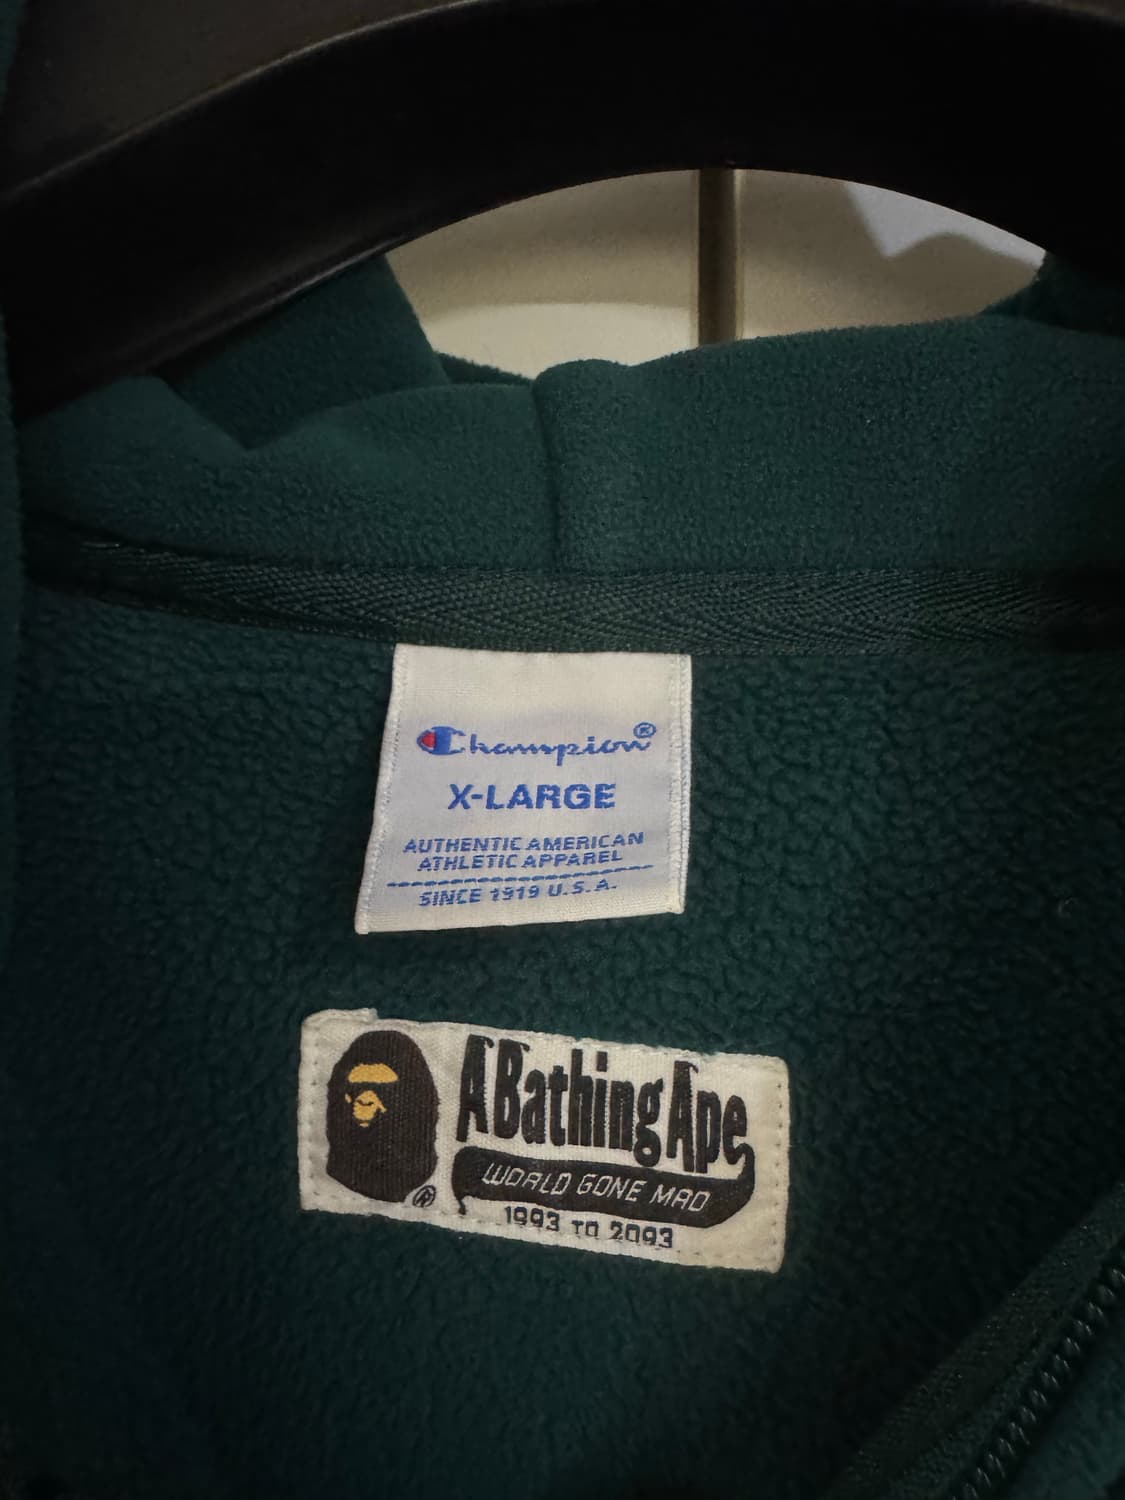 Champion®
X-LARGE
AUTHENTIC AMERICAN
ATHLETIC APPAREL
SINCE 1919 U.S.A.
A Bathing Ape
WORLD GONE MAD
®
1993 TO 2093